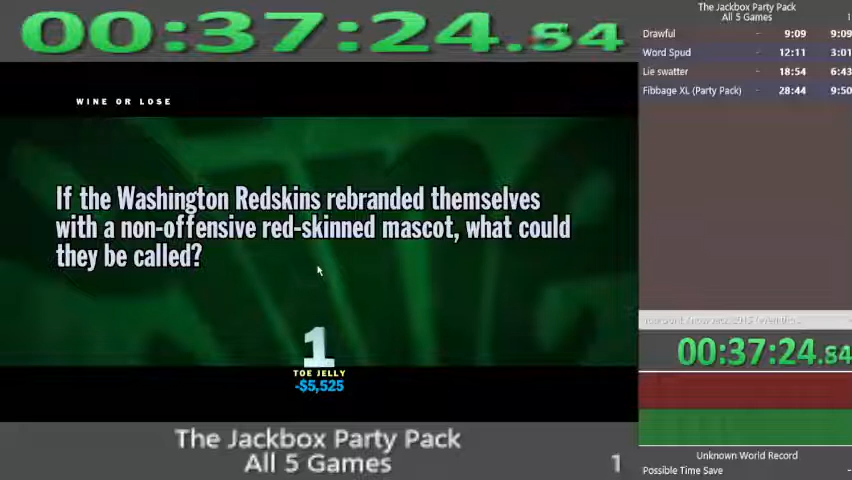 00:37:24.54
WINE OR LOSE
If the Washington Redskins rebranded themselves
with a non-offensive red-skinned mascot, what could
they be called?
1
TOE JELLY
-$5,525
The Jackbox Party Pack
All 5 Games 1
The Jackbox Party Pack
All 5 Games 1
Drawful - 9:09 9:09
Word Spud - 12:11 3:01
Lie swatter - 18:54 6:43
Fibbage XL (Party Pack) - 28:44 9:50
00:37:24.54
Unknown World Record
Possible Time Save -